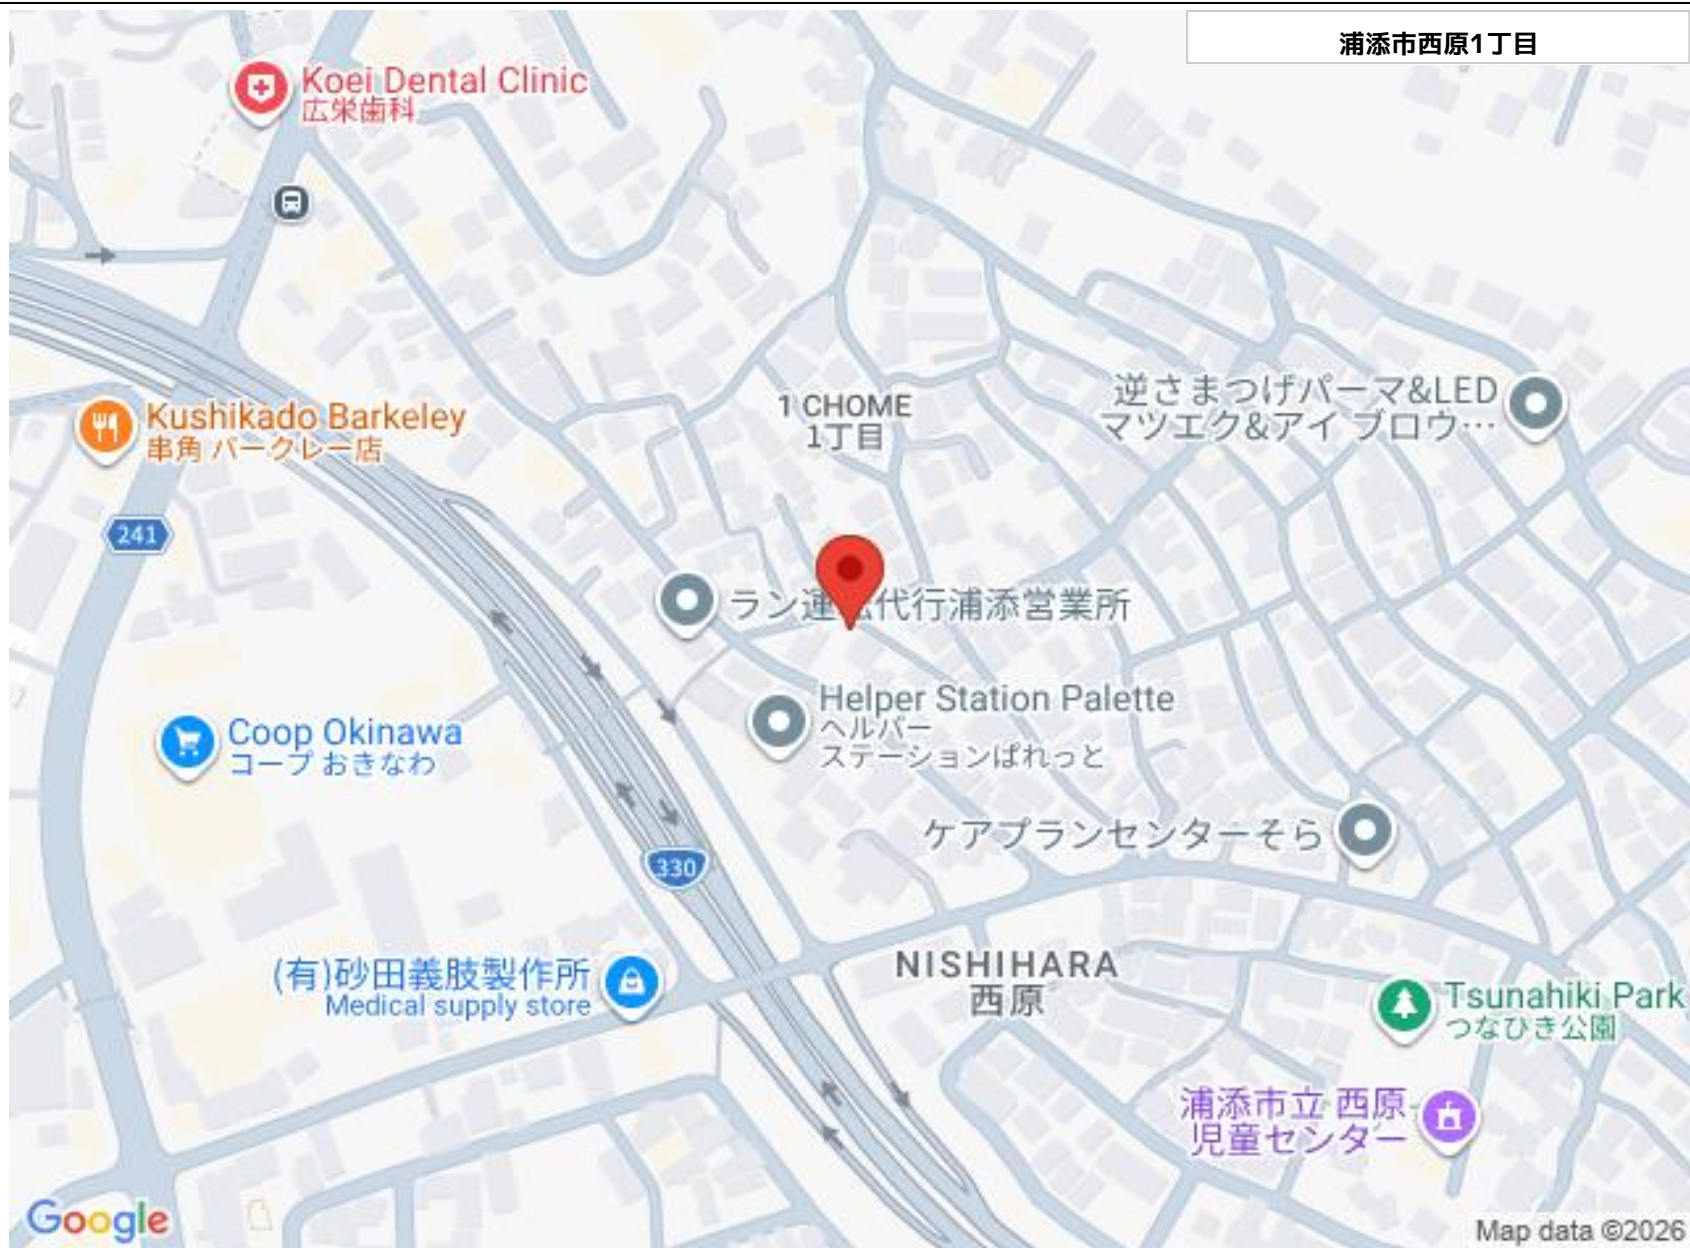 浦添市西原1丁目
Koei Dental Clinic
広栄歯科
Kushikado Barkeley
串角 バークレー店
1 CHOME
1丁目
逆さまつげパーマ&LED
マツエク&アイ ブロウ…
241
ラン運転代行浦添営業所
Helper Station Palette
ヘルパー
ステーションぱれっと
Coop Okinawa
コープ おきなわ
ケアプランセンターそら
330
NISHIHARA
西原
(有)砂田義肢製作所
Medical supply store
Tsunahiki Park
つなひき公園
浦添市立 西原
児童センター
Google
Map data ©2026